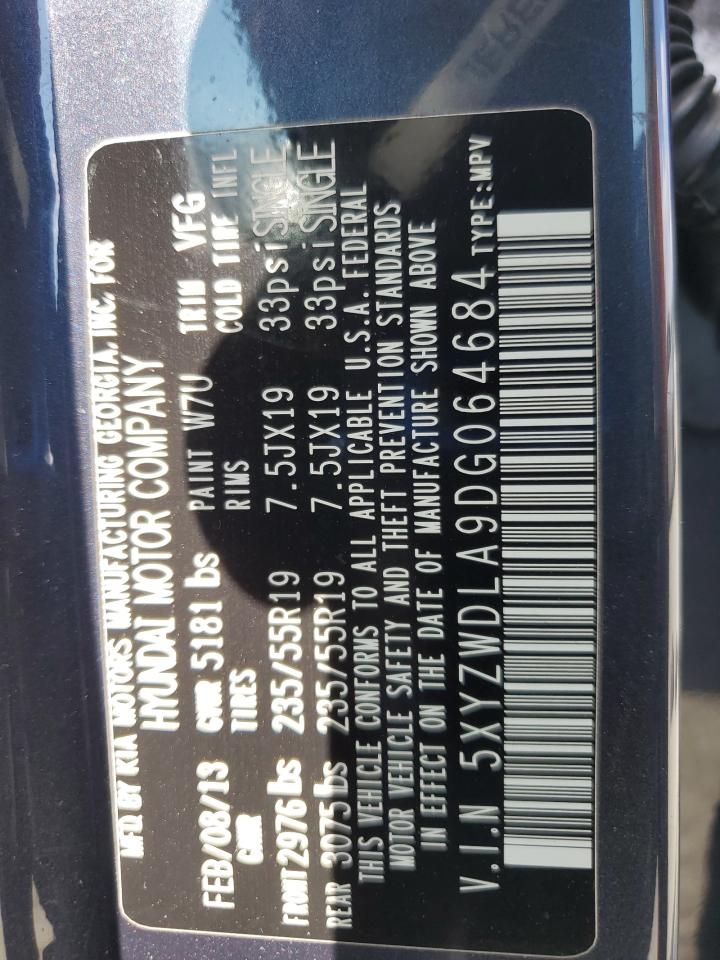 MFD. BY KIA MOTORS MANUFACTURING GEORGIA, INC. FOR
HYUNDAI MOTOR COMPANY
FEB/08/13 GVWR 5181 lbs PAINT W7U TRIM VFG
GAWR TIRES RIMS COLD TIRE INFL
FRONT 2976 lbs 235/55R19 7.5JX19 33psi SINGLE
REAR 3075 lbs 235/55R19 7.5JX19 33psi SINGLE
THIS VEHICLE CONFORMS TO ALL APPLICABLE U.S.A. FEDERAL
MOTOR VEHICLE SAFETY AND THEFT PREVENTION STANDARDS
IN EFFECT ON THE DATE OF MANUFACTURE SHOWN ABOVE
V.I.N 5XYZWDLA9DG064684 TYPE:MPV